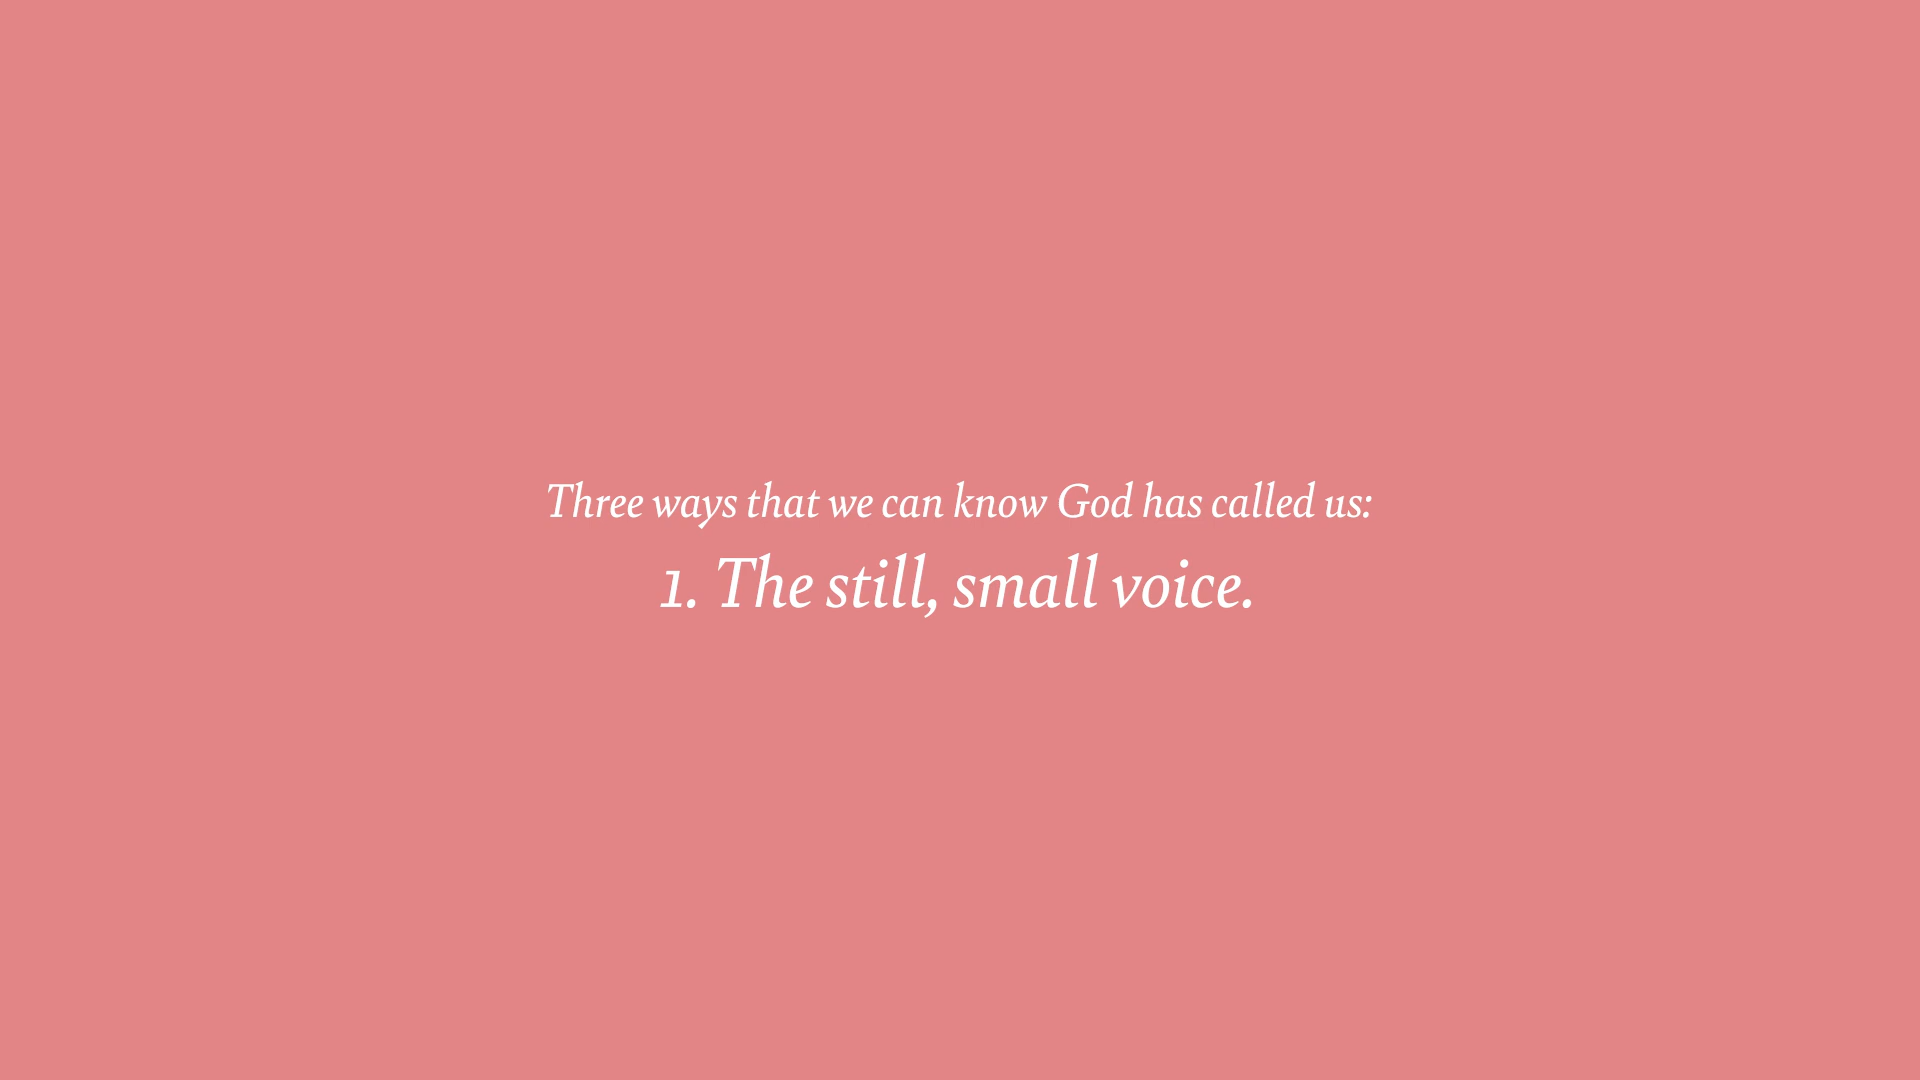 Three ways that we can know God has called us:
1. The still, small voice.